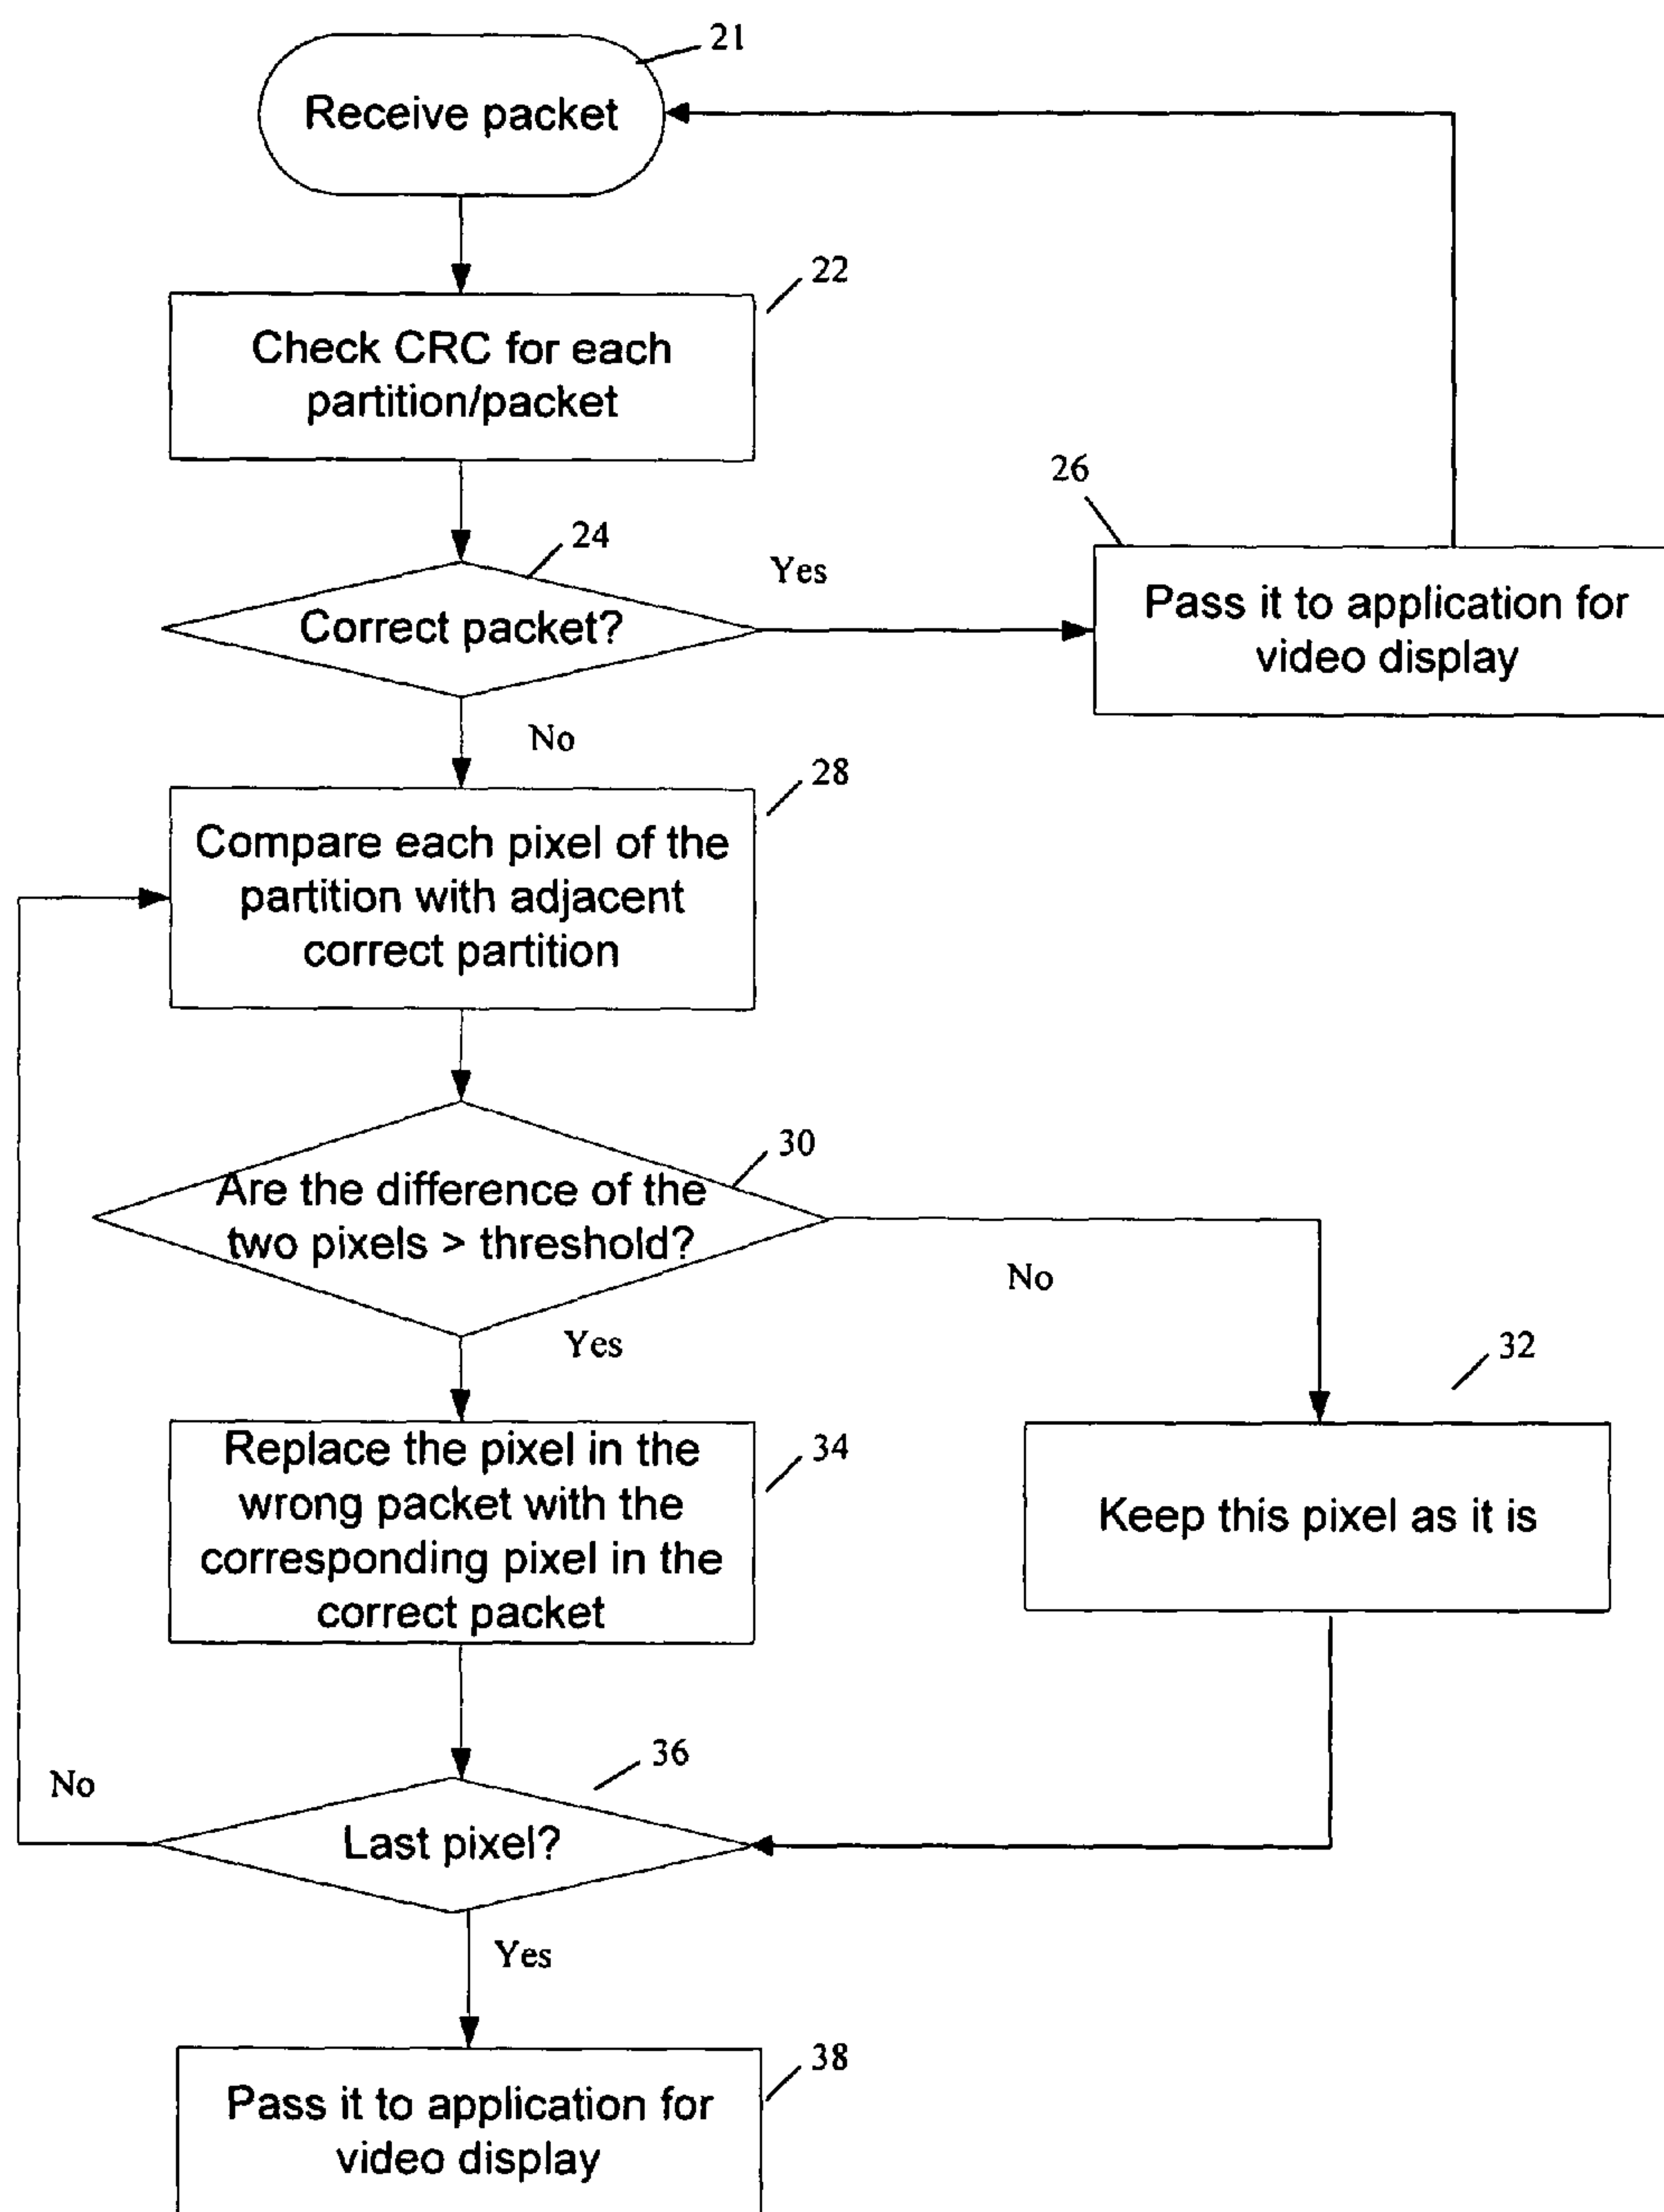 21
Receive packet
22
Check CRC for each
partition/packet
24
Correct packet?
Yes
26
Pass it to application for
video display
No
28
Compare each pixel of the
partition with adjacent
correct partition
30
Are the difference of the
two pixels > threshold?
No
Yes
32
Keep this pixel as it is
34
Replace the pixel in the
wrong packet with the
corresponding pixel in the
correct packet
36
Last pixel?
No
Yes
38
Pass it to application for
video display